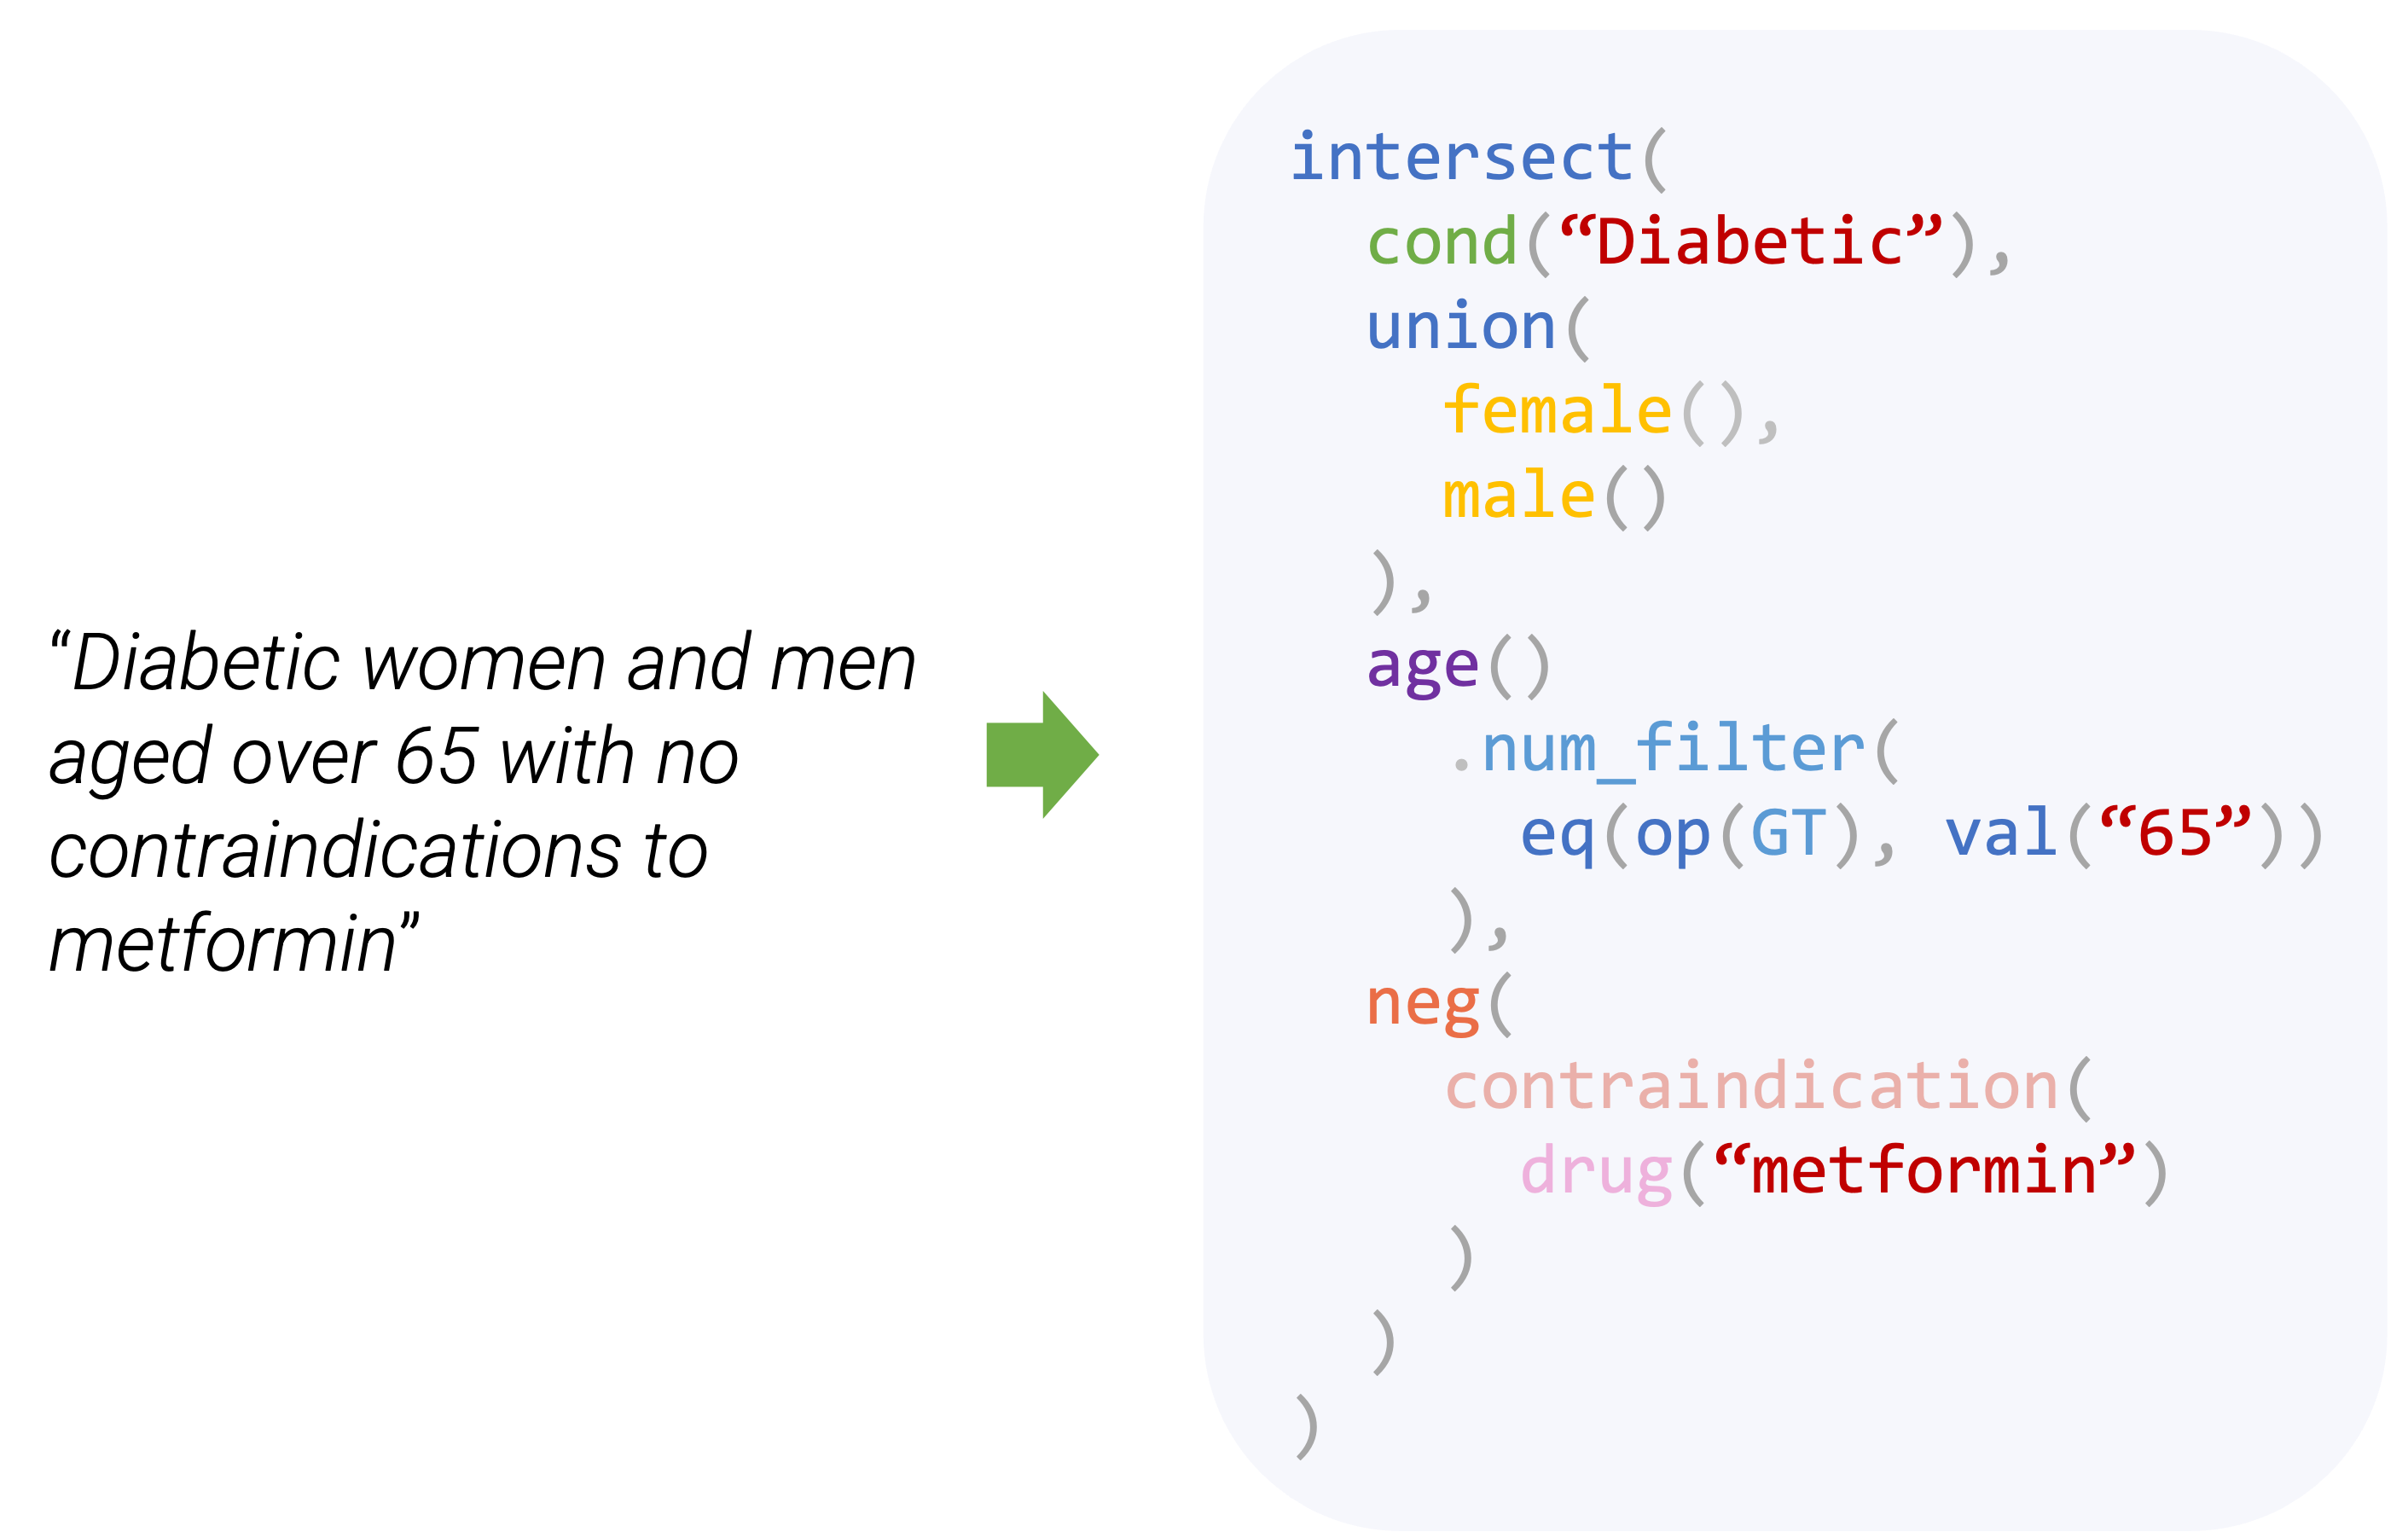 “Diabetic women and men
aged over 65 with no
contraindications to
metformin”
intersect(
cond(“Diabetic”),
union(
female(),
male()
),
age()
.num_filter(
eq(op(GT), val(“65”))
),
neg(
contraindication(
drug(“metformin”)
)
)
)